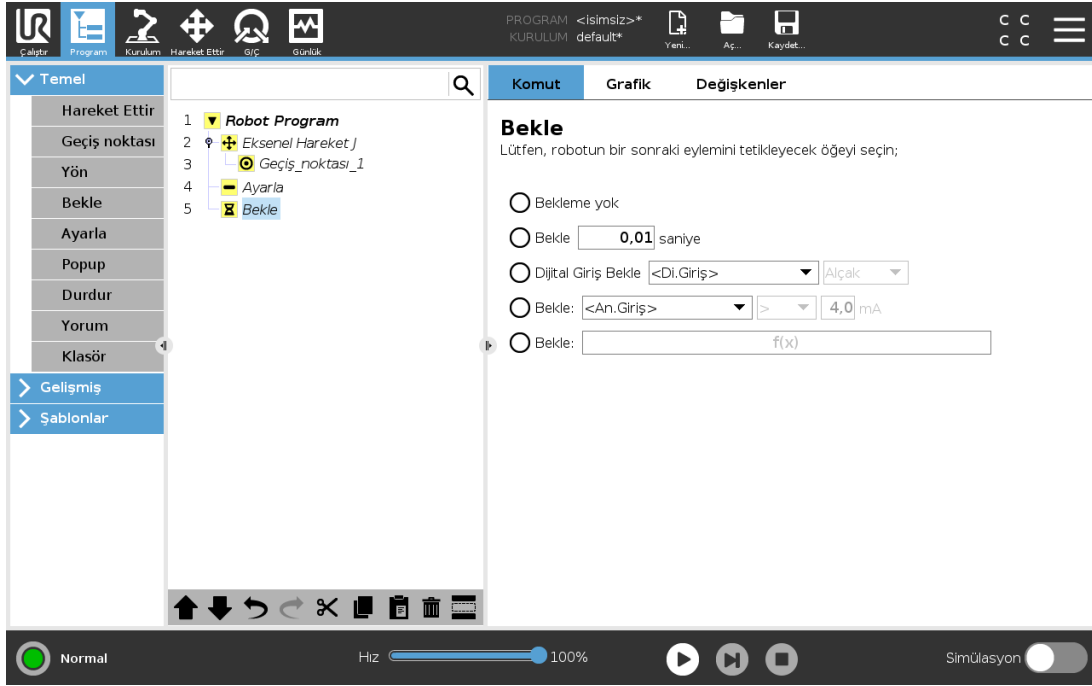 PROGRAM <isimsiz>*
KURULUM default*
Çalıştır Program Kurulum Hareket Ettir G/Ç Günlük
Yeni... Aç... Kaydet...
C C
C C
Temel
Hareket Ettir
Geçiş noktası
Yön
Bekle
Ayarla
Popup
Durdur
Yorum
Klasör
Gelişmiş
Şablonlar
1 Robot Program
2 Eksenel Hareket J
3 Geçiş_noktası_1
4 Ayarla
5 Bekle
Komut Grafik Değişkenler
Bekle
Lütfen, robotun bir sonraki eylemini tetikleyecek öğeyi seçin;
Bekleme yok
Bekle 0,01 saniye
Dijital Giriş Bekle <Di.Giriş> Alçak
Bekle: <An.Giriş> > 4,0 mA
Bekle: f(x)
Normal
Hız 100%
Simülasyon